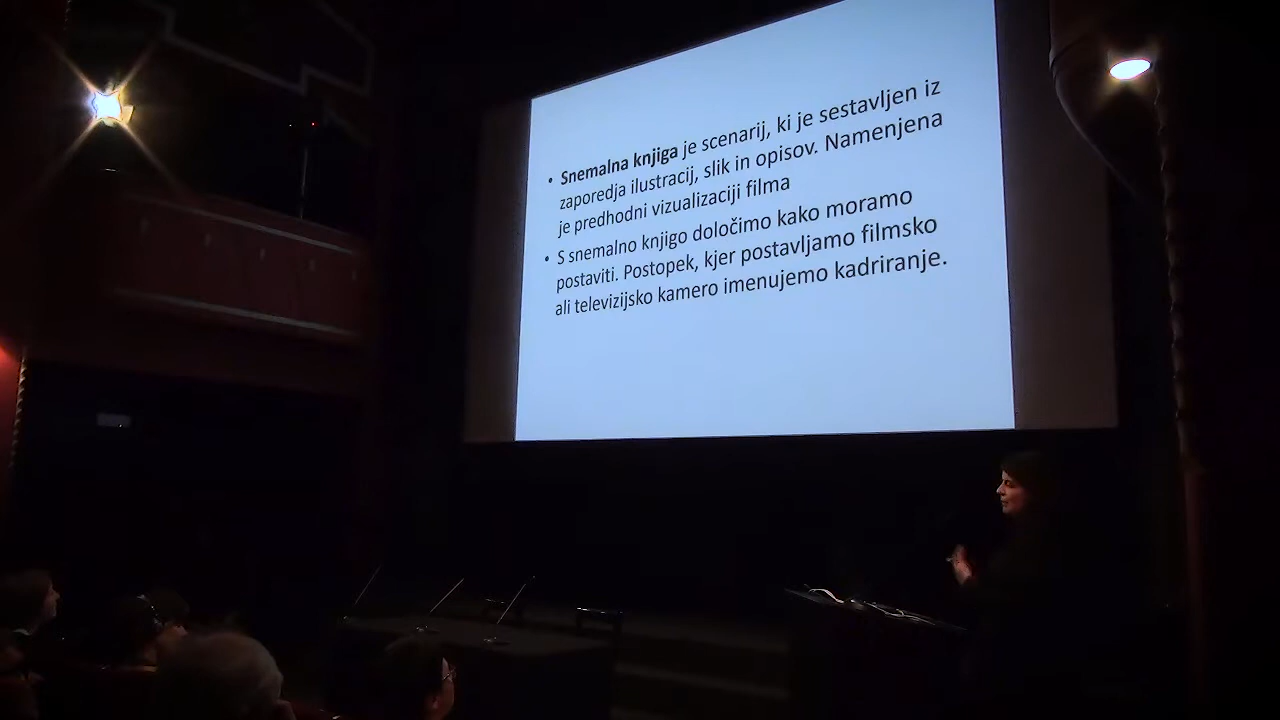 • Snemalna knjiga je scenarij, ki je sestavljen iz
zaporedja ilustracij, slik in opisov. Namenjena
je predhodni vizualizaciji filma
• S snemalno knjigo določimo kako moramo
postaviti. Postopek, kjer postavljamo filmsko
ali televizijsko kamero imenujemo kadriranje.